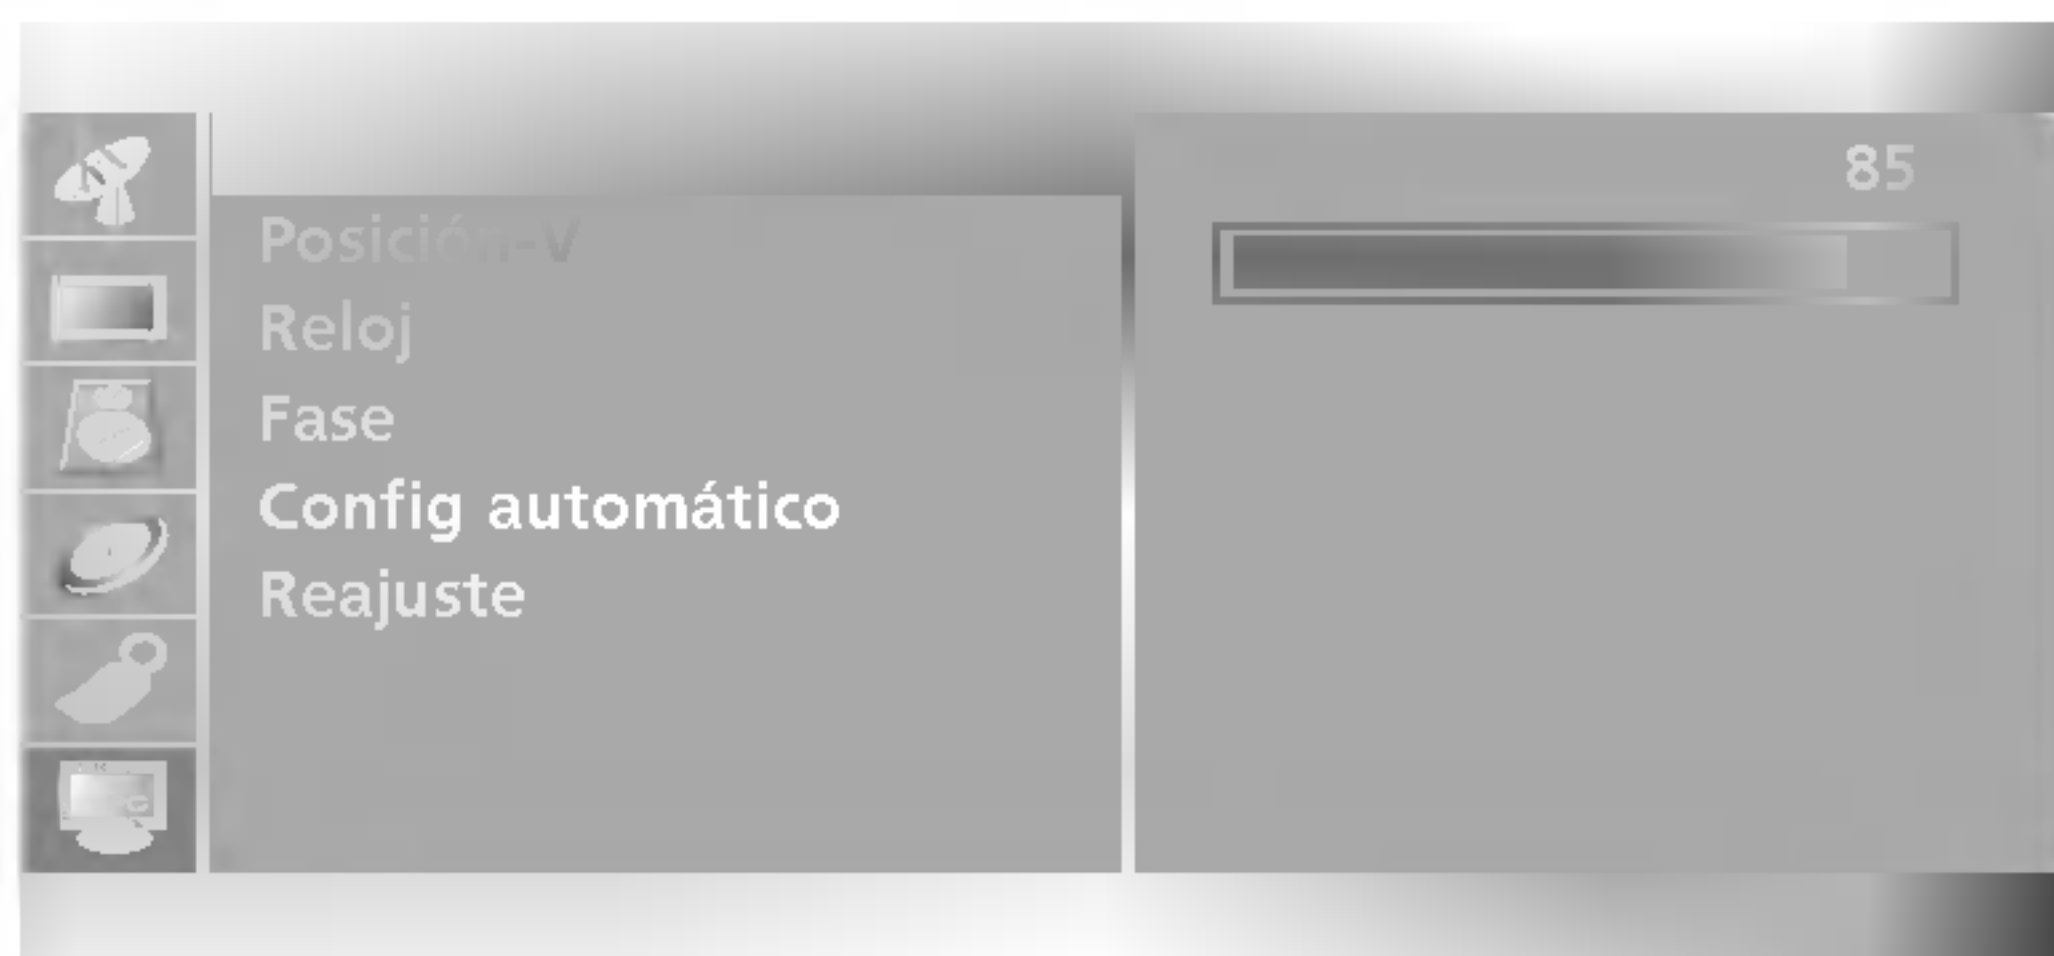 85
Posición-V
Reloj
Fase
Config automático
Reajuste